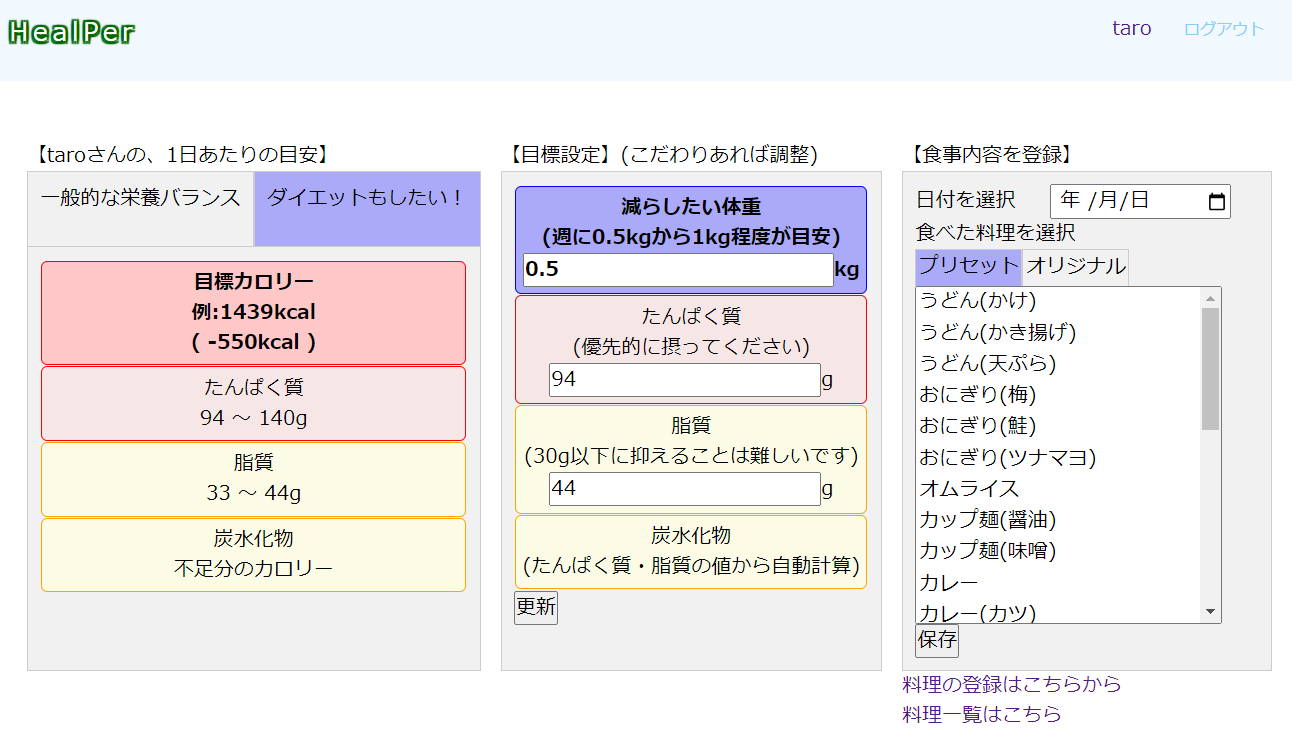 HealPer
taro ログアウト
【taroさんの、1日あたりの目安】
一般的な栄養バランス ダイエットもしたい！
目標カロリー
例:1439kcal
( -550kcal )
たんぱく質
94 ～ 140g
脂質
33 ～ 44g
炭水化物
不足分のカロリー
【目標設定】(こだわりあれば調整)
減らしたい体重
(週に0.5kgから1kg程度が目安)
0.5 kg
たんぱく質
(優先的に摂ってください)
94 g
脂質
(30g以下に抑えることは難しいです)
44 g
炭水化物
(たんぱく質・脂質の値から自動計算)
更新
【食事内容を登録】
日付を選択 年 /月/日
食べた料理を選択
プリセット オリジナル
うどん(かけ)
うどん(かき揚げ)
うどん(天ぷら)
おにぎり(梅)
おにぎり(鮭)
おにぎり(ツナマヨ)
オムライス
カップ麺(醤油)
カップ麺(味噌)
カレー
カレー(カツ)
保存
料理の登録はこちらから
料理一覧はこちら